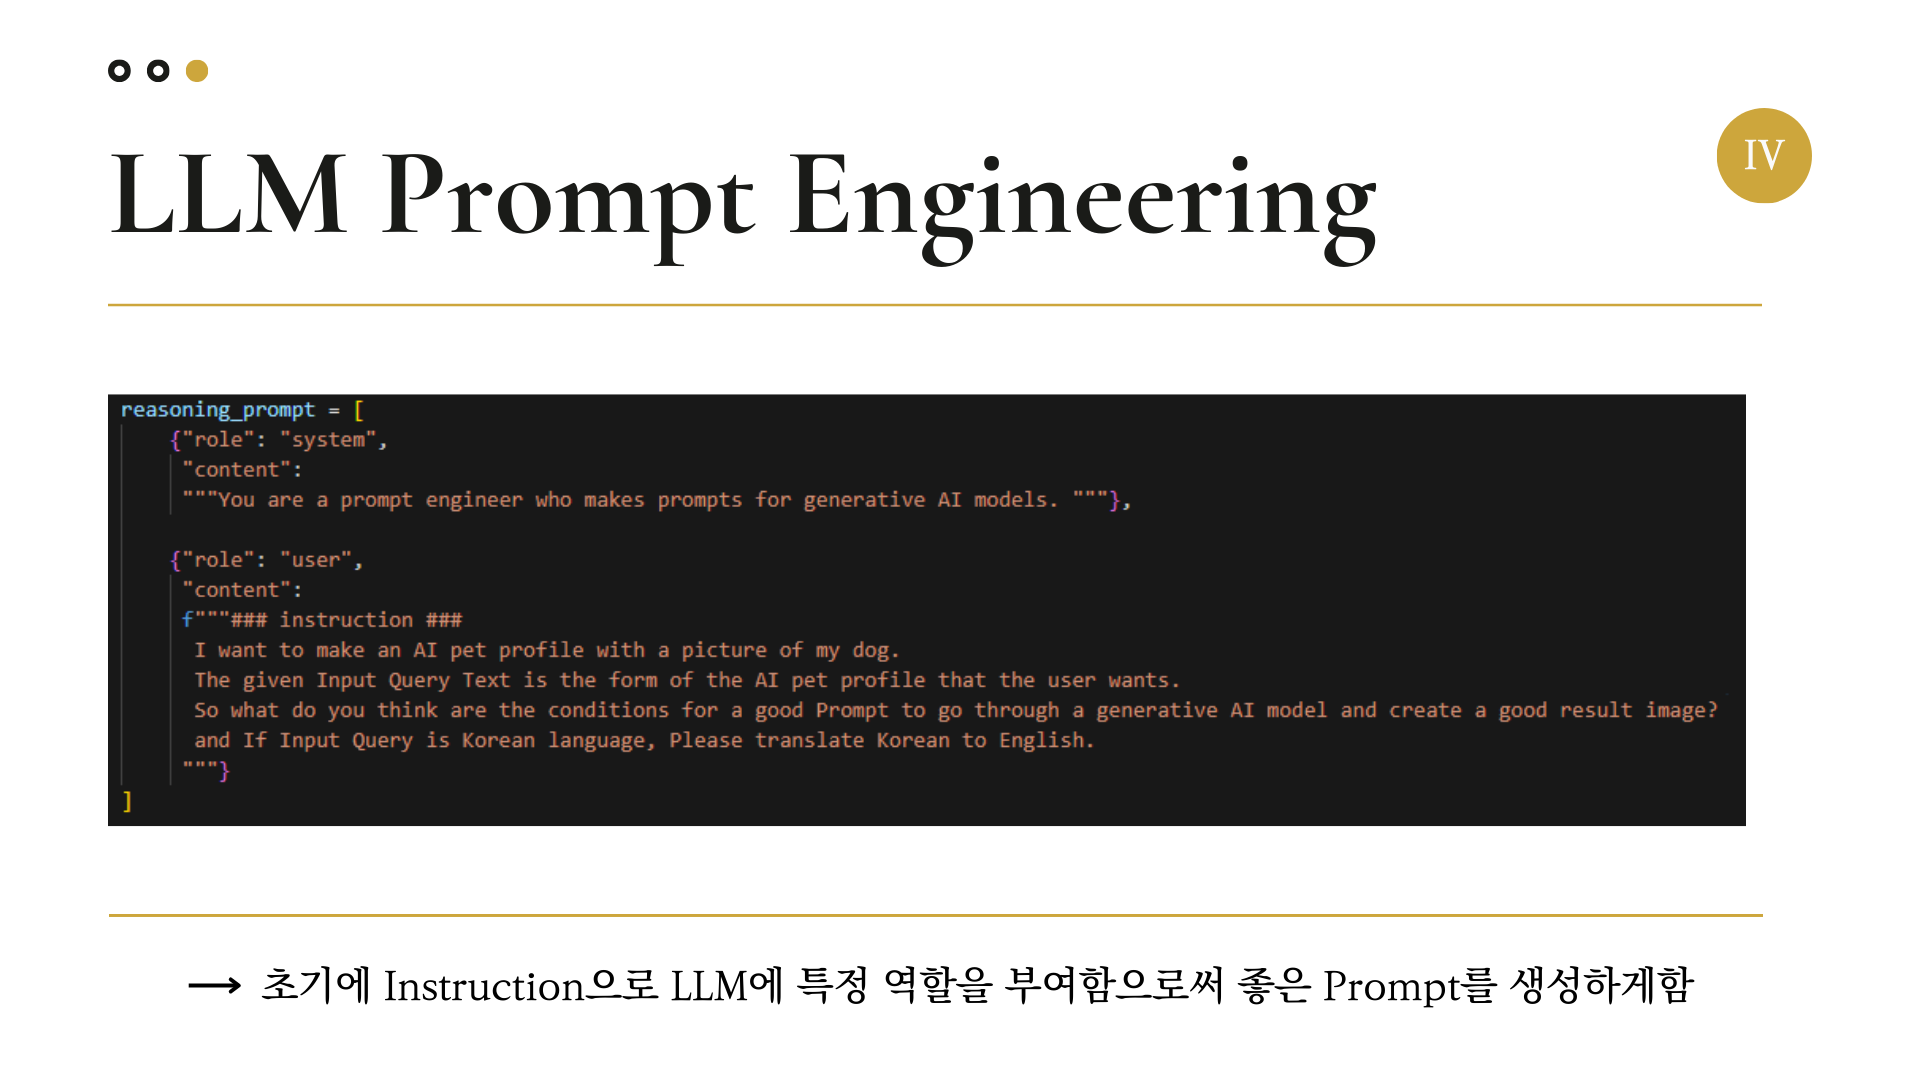 IV
LLM Prompt Engineering
reasoning_prompt = [
    {"role": "system",
     "content":
     """You are a prompt engineer who makes prompts for generative AI models. """},

    {"role": "user",
     "content":
     f"""### instruction ###
      I want to make an AI pet profile with a picture of my dog.
      The given Input Query Text is the form of the AI pet profile that the user wants.
      So what do you think are the conditions for a good Prompt to go through a generative AI model and create a good result image?
      and If Input Query is Korean language, Please translate Korean to English.
     """}
]
→ 초기에 Instruction으로 LLM에 특정 역할을 부여함으로써 좋은 Prompt를 생성하게함